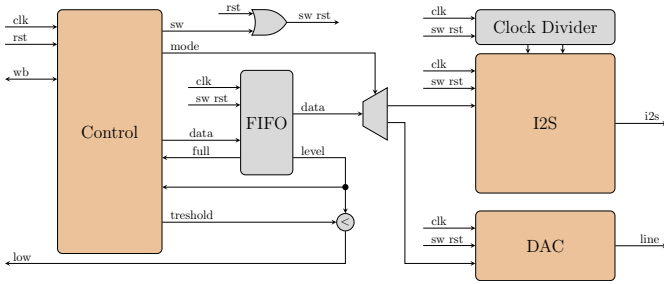 clk
rst
wb
low
Control
sw
rst
sw rst
mode
clk
sw rst
FIFO
data
full
data
level
treshold
<
clk
sw rst
Clock Divider
clk
sw rst
I2S
i2s
clk
sw rst
DAC
line